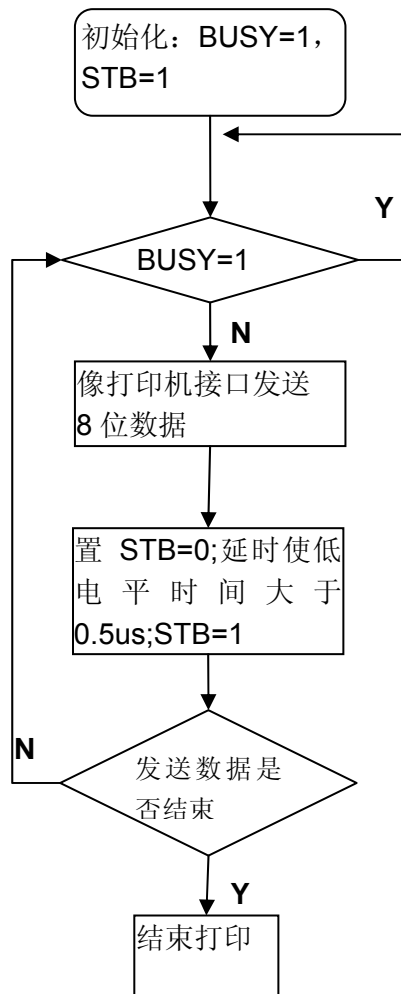 初始化：BUSY=1，
STB=1
Y
BUSY=1
N
像打印机接口发送
8 位数据
置 STB=0;延时使低
电平时间大于
0.5us;STB=1
N
发送数据是
否结束
Y
结束打印